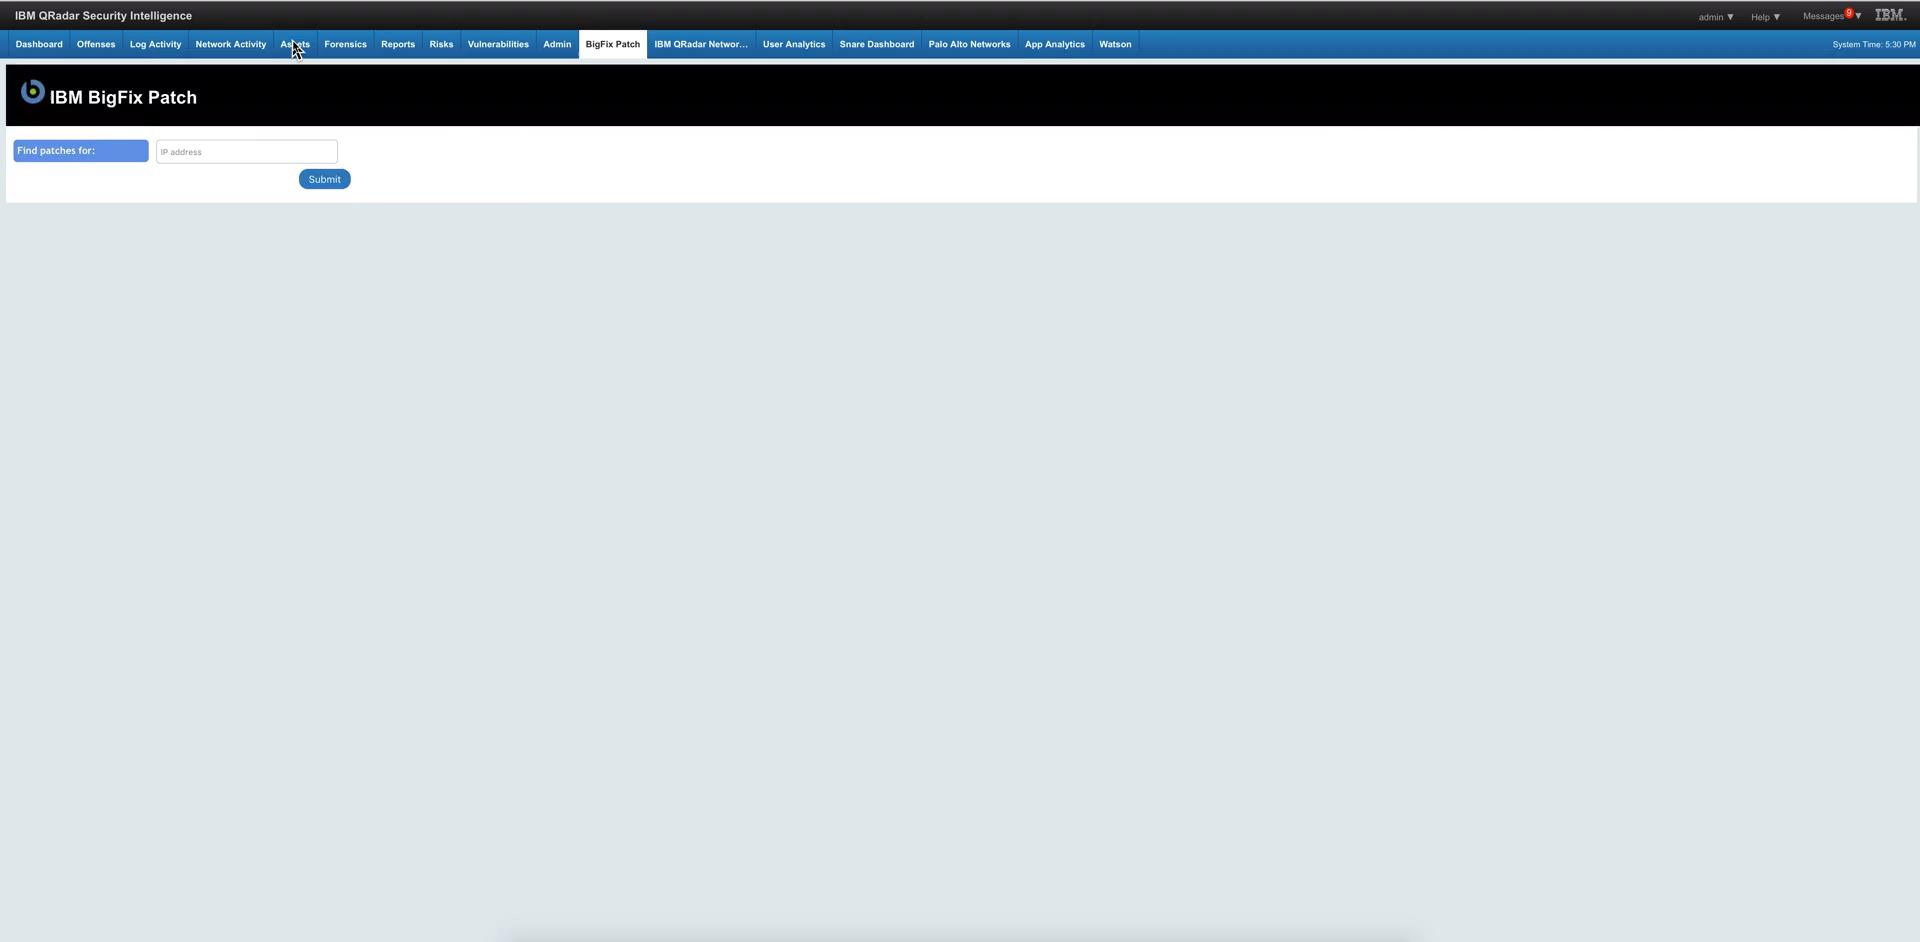 IBM QRadar Security Intelligence
admin ▼ Help ▼ Messages 9 ▼ IBM.
Dashboard Offenses Log Activity Network Activity Assets Forensics Reports Risks Vulnerabilities Admin BigFix Patch IBM QRadar Networ... User Analytics Snare Dashboard Palo Alto Networks App Analytics Watson System Time: 5:30 PM
IBM BigFix Patch
Find patches for: IP address
Submit